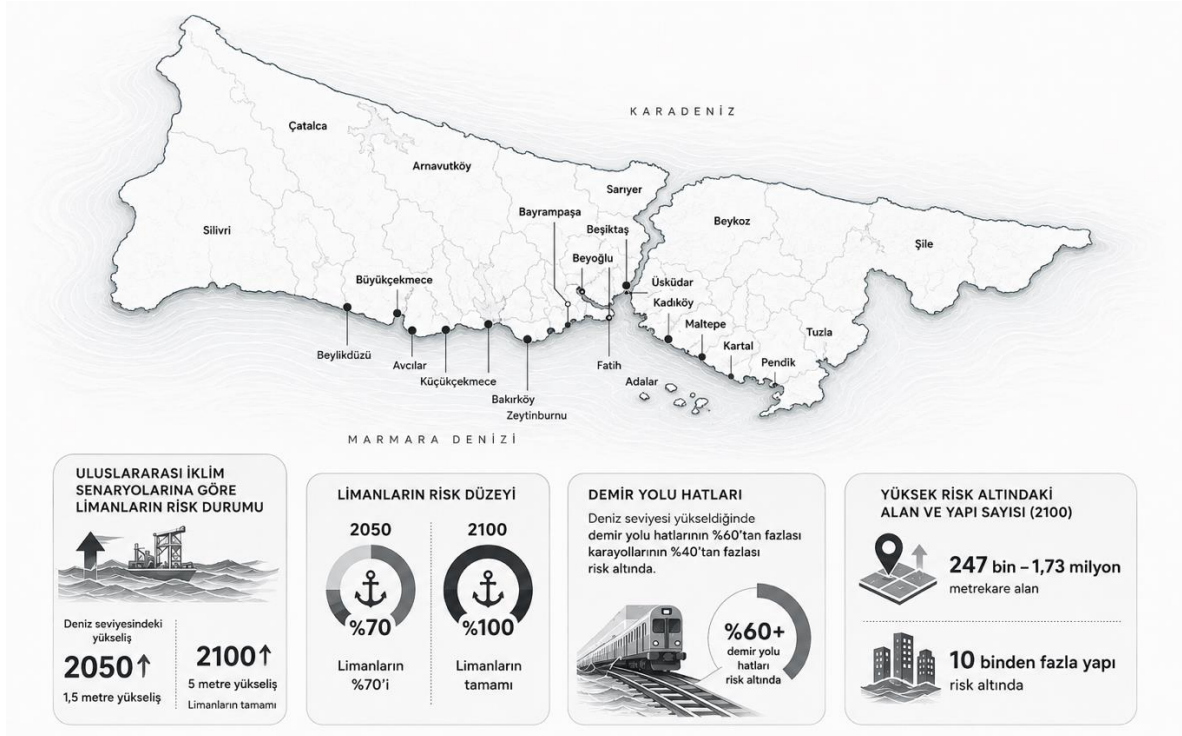 KARADENİZ
Çatalca
Arnavutköy
Sarıyer
Bayrampaşa
Beykoz
Beşiktaş
Silivri
Şile
Beyoğlu
Büyükçekmece
Üsküdar
Kadıköy
Maltepe
Tuzla
Kartal
Beylikdüzü
Pendik
Avcılar
Fatih
Küçükçekmece
Adalar
Bakırköy
Zeytinburnu
MARMARA DENİZİ
ULUSLARARASI İKLİM
SENARYOLARINA GÖRE
LİMANLARIN RİSK DURUMU
Deniz seviyesindeki
yükseliş
2050↑
1,5 metre yükseliş
2100↑
5 metre yükseliş
Limanların tamamı
LİMANLARIN RİSK DÜZEYİ
2050
%70
Limanların
%70'i
2100
%100
Limanların
tamamı
DEMİR YOLU HATLARI
Deniz seviyesi yükseldiğinde
demir yolu hatlarının %60'tan fazlası
karayollarının %40'tan fazlası
risk altında.
%60+
demir yolu
hatları
risk altında
YÜKSEK RİSK ALTINDAKİ
ALAN VE YAPI SAYISI (2100)
247 bin – 1,73 milyon
metrekare alan
10 binden fazla yapı
risk altında